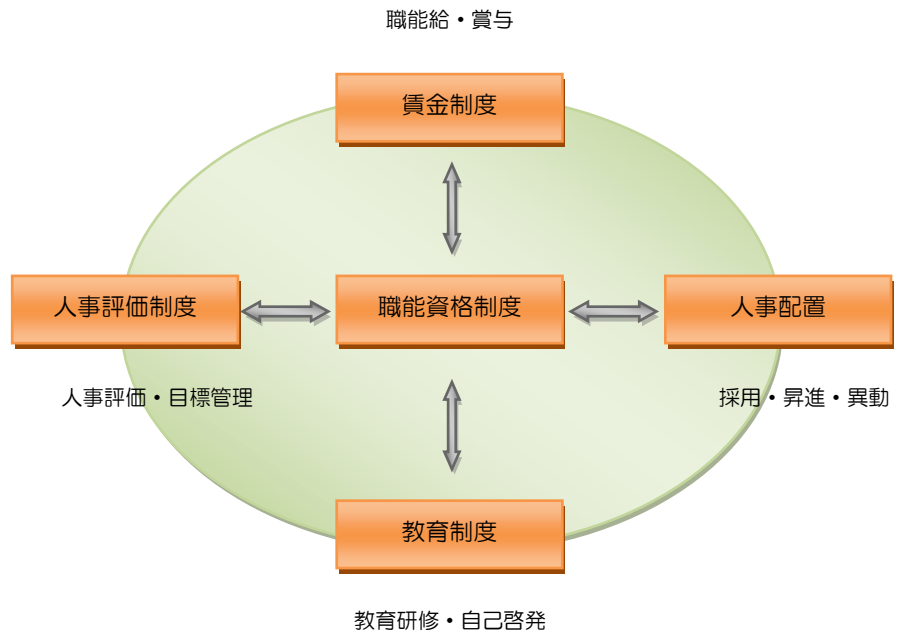 職能給・賞与
賃金制度
人事評価制度
職能資格制度
人事配置
人事評価・目標管理
採用・昇進・異動
教育制度
教育研修・自己啓発